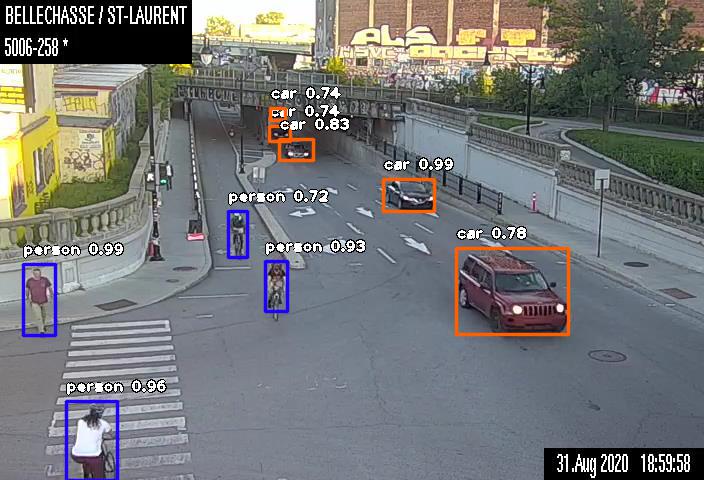 BELLECHASSE / ST-LAURENT
5006-258 *
car 0.74
0.74
car 0.83
car 0.99
person 0.72
person 0.99
person 0.93
car 0.78
person 0.96
31.Aug 2020 18:59:58